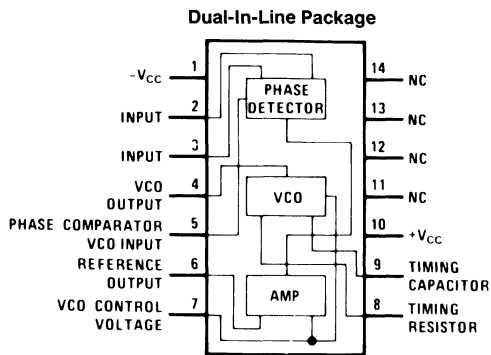 Dual-In-Line Package
1
-VCC
2
INPUT
3
INPUT
4
VCO
OUTPUT
5
PHASE COMPARATOR
VCO INPUT
6
REFERENCE
OUTPUT
7
VCO CONTROL
VOLTAGE
PHASE
DETECTOR
VCO
AMP
14
NC
13
NC
12
NC
11
NC
10
+VCC
9
TIMING
CAPACITOR
8
TIMING
RESISTOR